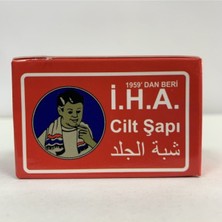 1959' DAN BERİ
İ.H.A.
Cilt Şapı
شبة الجلد